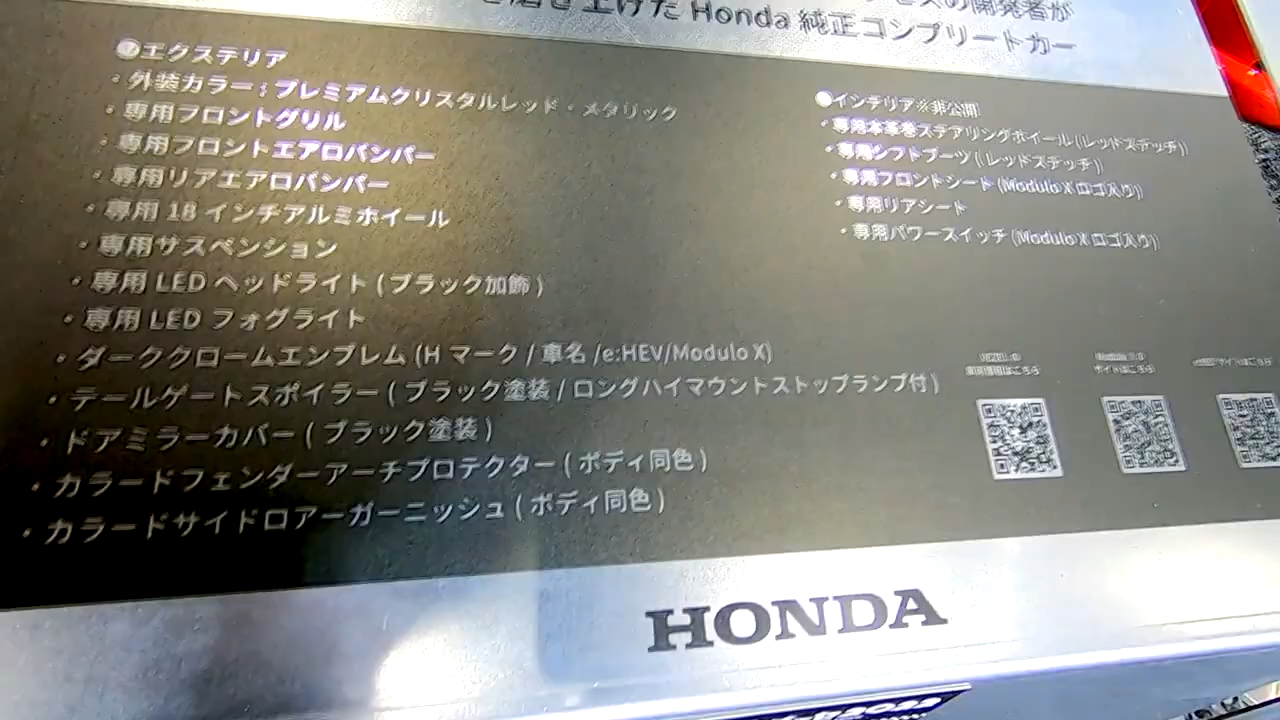 を磨き上げた Honda 純正コンプリートカー
の開発者が
●エクステリア
・外装カラー：プレミアムクリスタルレッド・メタリック
・専用フロントグリル
・専用フロントエアロバンパー
・専用リアエアロバンパー
・専用 18 インチアルミホイール
・専用サスペンション
・専用 LED ヘッドライト ( ブラック加飾 )
・専用 LED フォグライト
・ダーククロームエンブレム (H マーク / 車名 /e:HEV/Modulo X)
・テールゲートスポイラー ( ブラック塗装 / ロングハイマウントストップランプ付 )
・ドアミラーカバー ( ブラック塗装 )
・カラードフェンダーアーチプロテクター ( ボディ同色 )
・カラードサイドロアーガーニッシュ ( ボディ同色 )
●インテリア※非公開
・専用本革巻ステアリングホイール (レッドステッチ)
・専用シフトブーツ (レッドステッチ)
・専用フロントシート (Modulo X ロゴ入り)
・専用リアシート
・専用パワースイッチ (Modulo X ロゴ入り)
サイトはこちら
HONDA